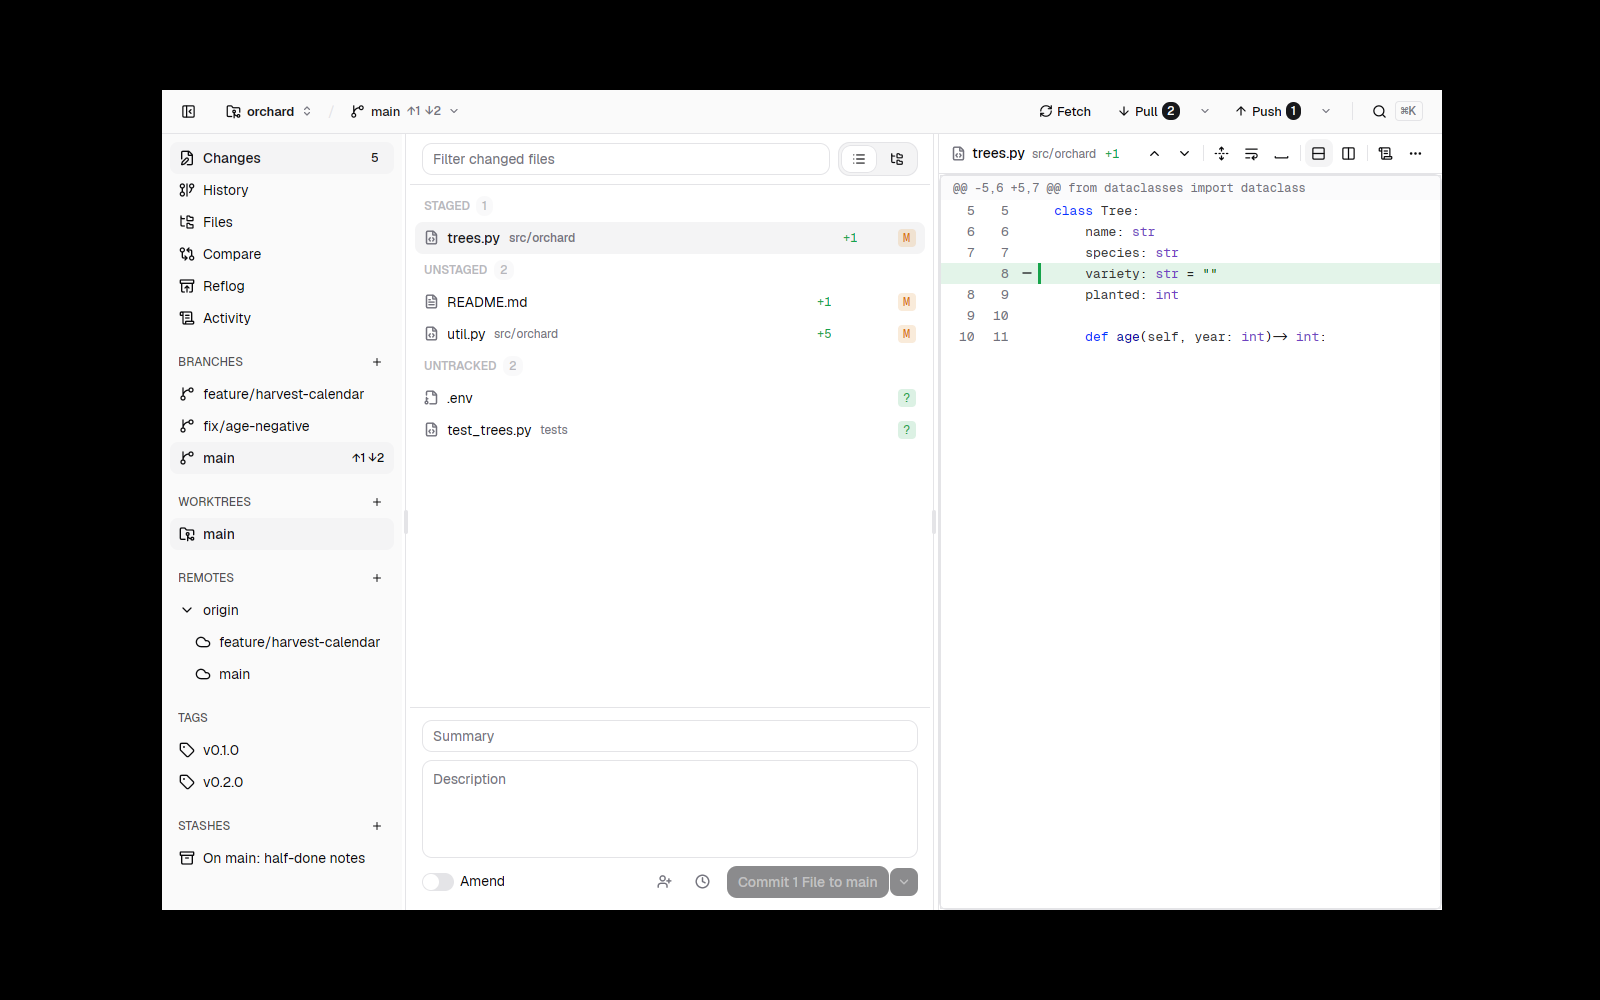 orchard / main ↑1 ↓2 Fetch Pull 2 Push 1 ⌘K
Changes 5
History
Files
Compare
Reflog
Activity
BRANCHES
feature/harvest-calendar
fix/age-negative
main ↑1 ↓2
WORKTREES
main
REMOTES
origin
feature/harvest-calendar
main
TAGS
v0.1.0
v0.2.0
STASHES
On main: half-done notes
Filter changed files
STAGED 1
trees.py src/orchard +1 M
UNSTAGED 2
README.md +1 M
util.py src/orchard +5 M
UNTRACKED 2
.env ?
test_trees.py tests ?
Summary
Description
Amend Commit 1 File to main
trees.py src/orchard +1
@@ -5,6 +5,7 @@ from dataclasses import dataclass
5 5 class Tree:
6 6 name: str
7 7 species: str
8 − variety: str = ""
8 9 planted: int
9 10
10 11 def age(self, year: int)-> int: